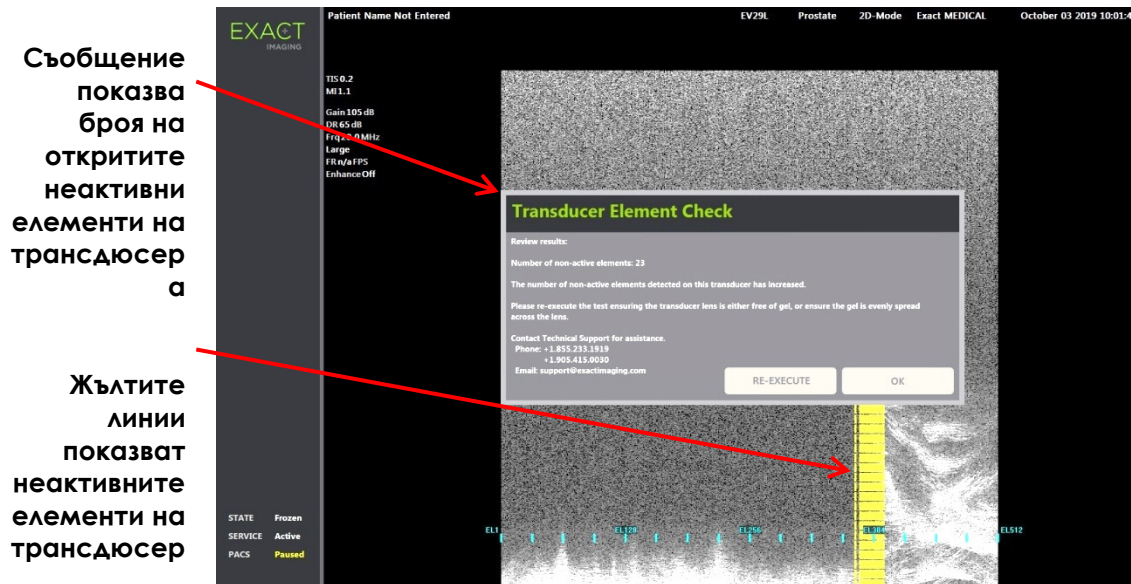 Съобщение
показва
броя на
откритите
неактивни
елементи на
трансдюсер
а
Жълтите
линии
показват
неактивните
елементи на
трансдюсер
EXACT
IMAGING
Patient Name Not Entered
EV29L Prostate 2D-Mode Exact MEDICAL October 03 2019 10:01:4
TIS 0.2
MI 1.1
Gain 105 dB
DR 65 dB
Large
FR n/a FPS
Enhance Off
Transducer Element Check
Review results:
Number of non-active elements: 23
The number of non-active elements detected on this transducer has increased.
Please re-execute the test ensuring the transducer lens is either free of gel, or ensure the gel is evenly spread
across the lens.
Contact Technical Support for assistance.
Phone: +1.855.233.1919
+1.905.415.0030
Email: support@exactimaging.com
RE-EXECUTE OK
STATE Frozen
SERVICE Active
PACS Paused
EL1 EL128 EL256 EL384 EL512